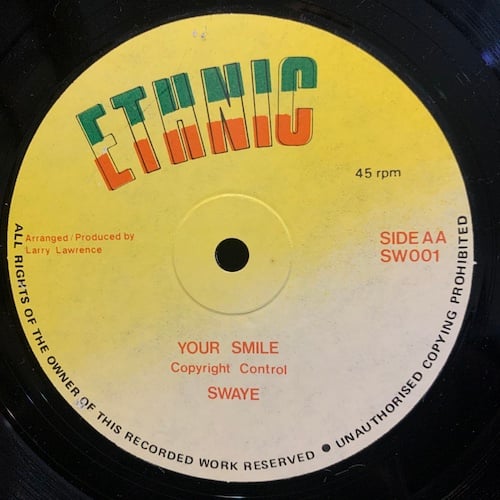 ETHNIC
45 rpm
Arranged / Produced by
Larry Lawrence
SIDE AA
SW001
YOUR SMILE
Copyright Control
SWAYE
ALL RIGHTS OF THE OWNER OF THIS RECORDED WORK RESERVED ● UNAUTHORISED COPYING PROHIBITED